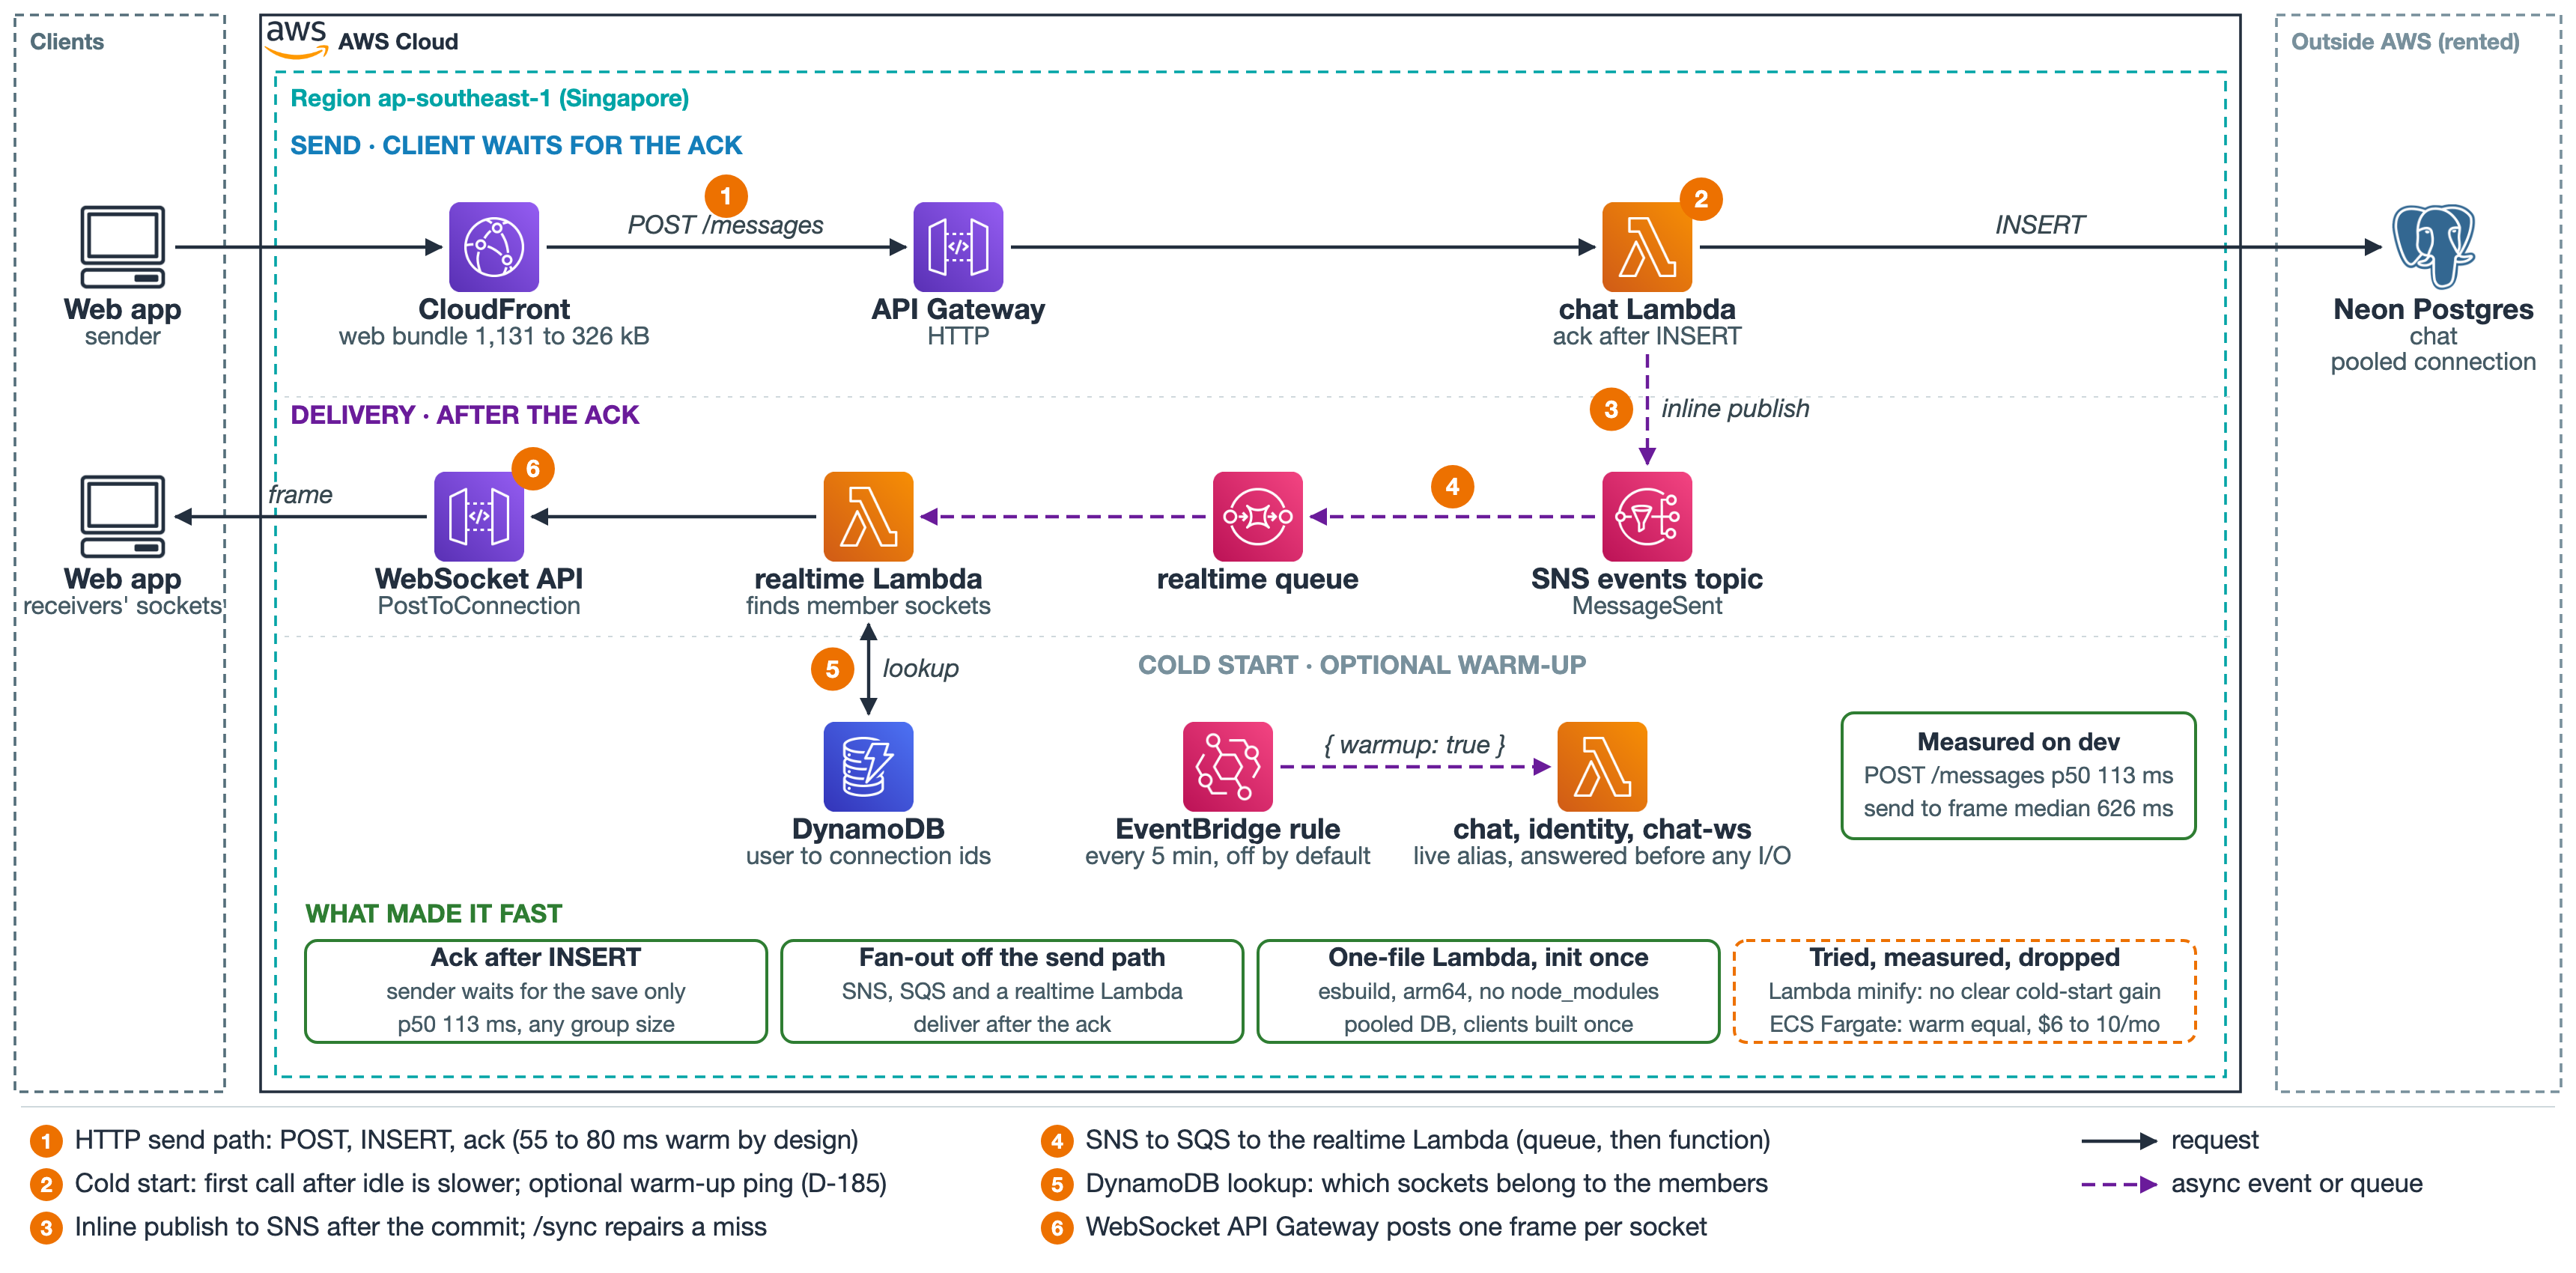 Clients
aws
AWS Cloud
Outside AWS (rented)
Region ap-southeast-1 (Singapore)
SEND · CLIENT WAITS FOR THE ACK
1
POST /messages
2
INSERT
Web app
sender
CloudFront
web bundle 1,131 to 326 kB
API Gateway
HTTP
chat Lambda
ack after INSERT
Neon Postgres
chat
pooled connection
DELIVERY · AFTER THE ACK
3
inline publish
frame
6
4
Web app
receivers' sockets
WebSocket API
PostToConnection
realtime Lambda
finds member sockets
realtime queue
SNS events topic
MessageSent
5
lookup
COLD START · OPTIONAL WARM-UP
{ warmup: true }
DynamoDB
user to connection ids
EventBridge rule
every 5 min, off by default
chat, identity, chat-ws
live alias, answered before any I/O
Measured on dev
POST /messages p50 113 ms
send to frame median 626 ms
WHAT MADE IT FAST
Ack after INSERT
sender waits for the save only
p50 113 ms, any group size
Fan-out off the send path
SNS, SQS and a realtime Lambda
deliver after the ack
One-file Lambda, init once
esbuild, arm64, no node_modules
pooled DB, clients built once
Tried, measured, dropped
Lambda minify: no clear cold-start gain
ECS Fargate: warm equal, $6 to 10/mo
1 HTTP send path: POST, INSERT, ack (55 to 80 ms warm by design)
2 Cold start: first call after idle is slower; optional warm-up ping (D-185)
3 Inline publish to SNS after the commit; /sync repairs a miss
4 SNS to SQS to the realtime Lambda (queue, then function)
5 DynamoDB lookup: which sockets belong to the members
6 WebSocket API Gateway posts one frame per socket
request
async event or queue